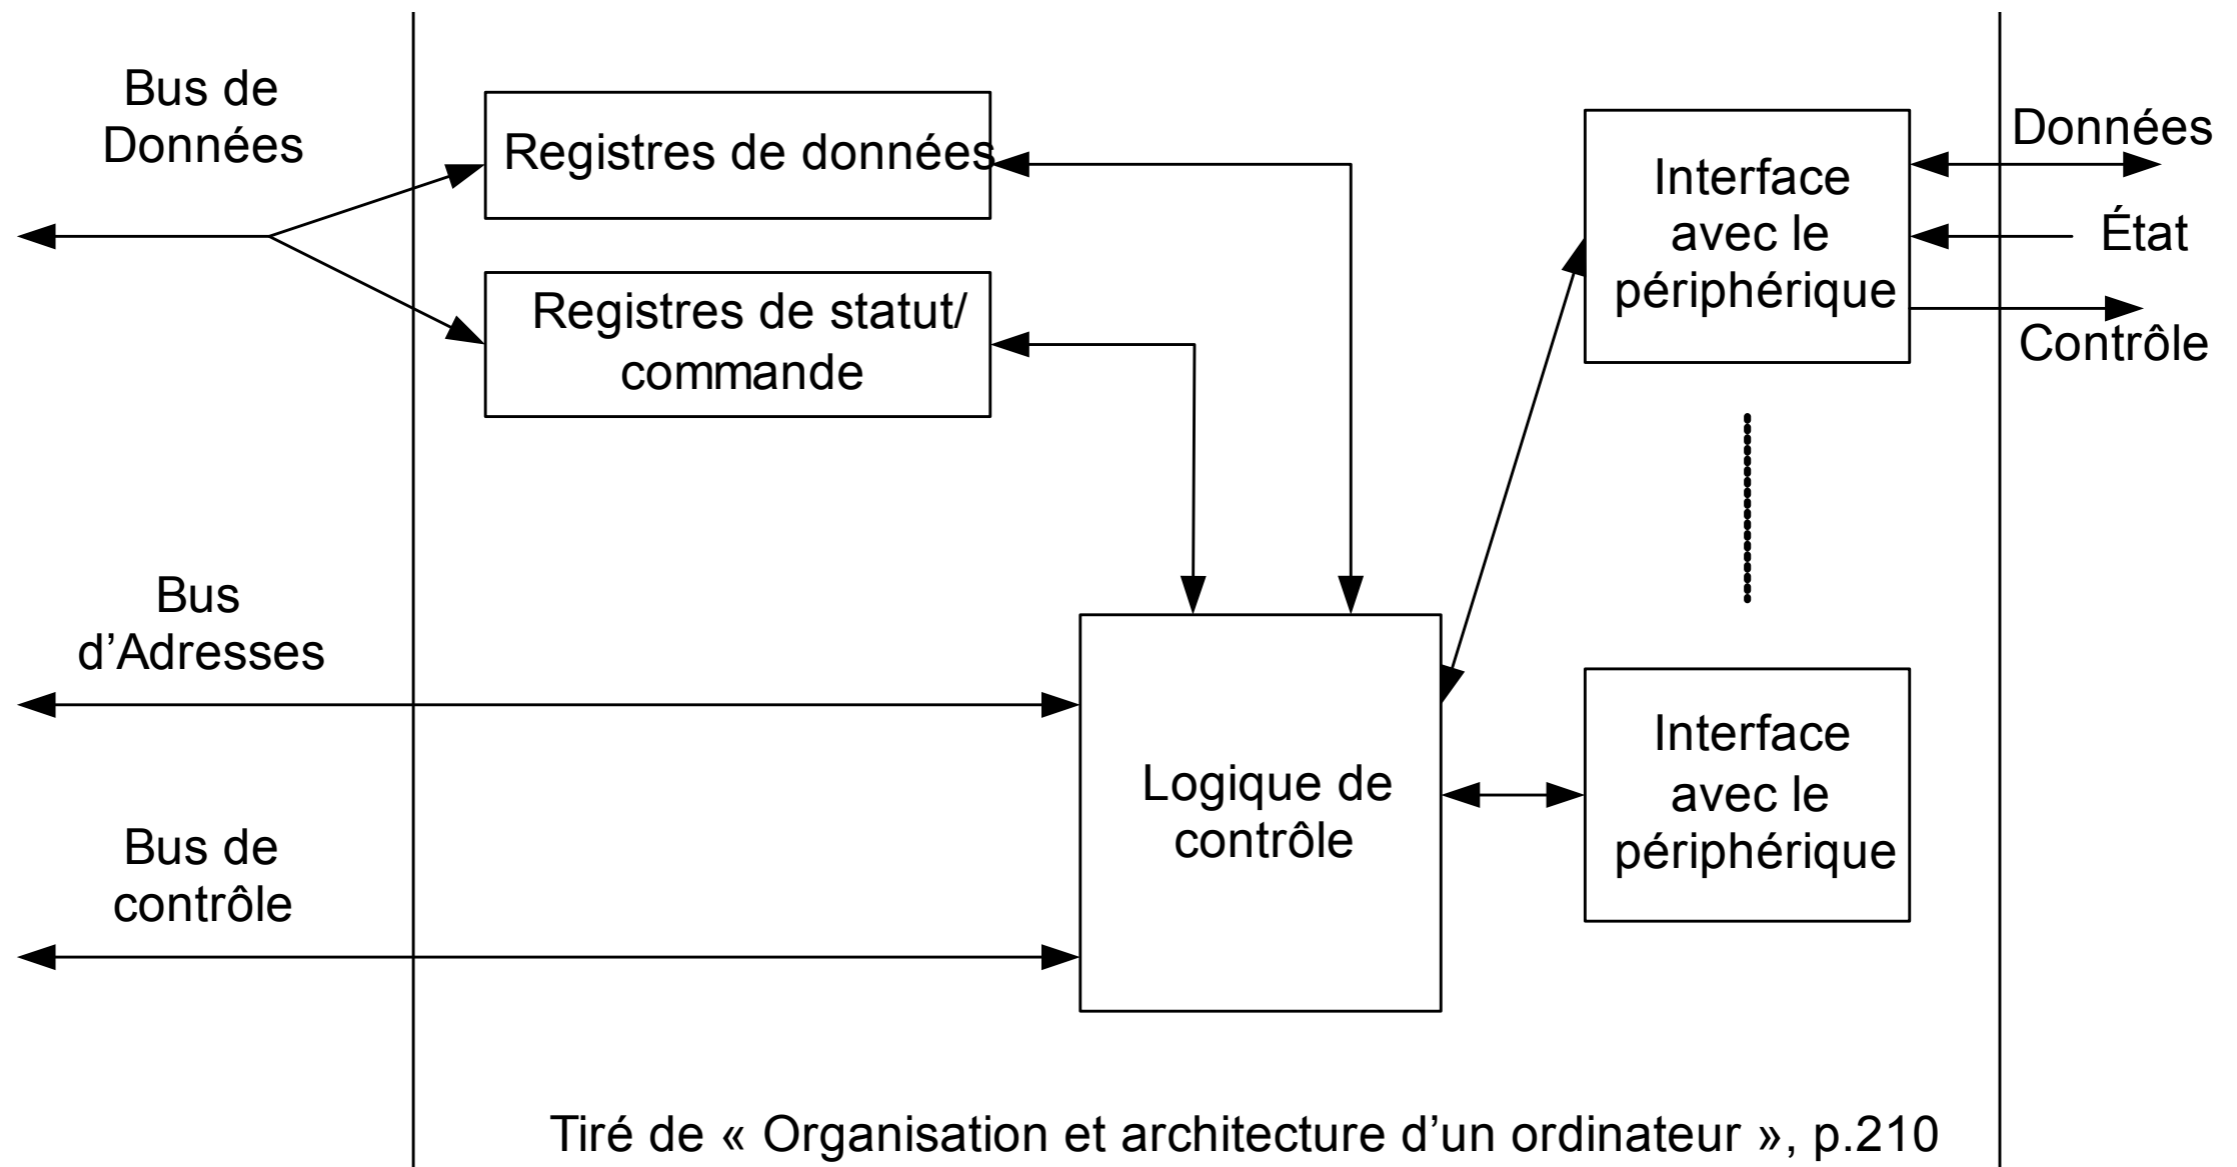 Bus de
Données
Registres de données
Registres de statut/
commande
Interface
avec le
périphérique
Données
État
Contrôle
Bus
d’Adresses
Logique de
contrôle
Interface
avec le
périphérique
Bus de
contrôle
Tiré de « Organisation et architecture d’un ordinateur », p.210